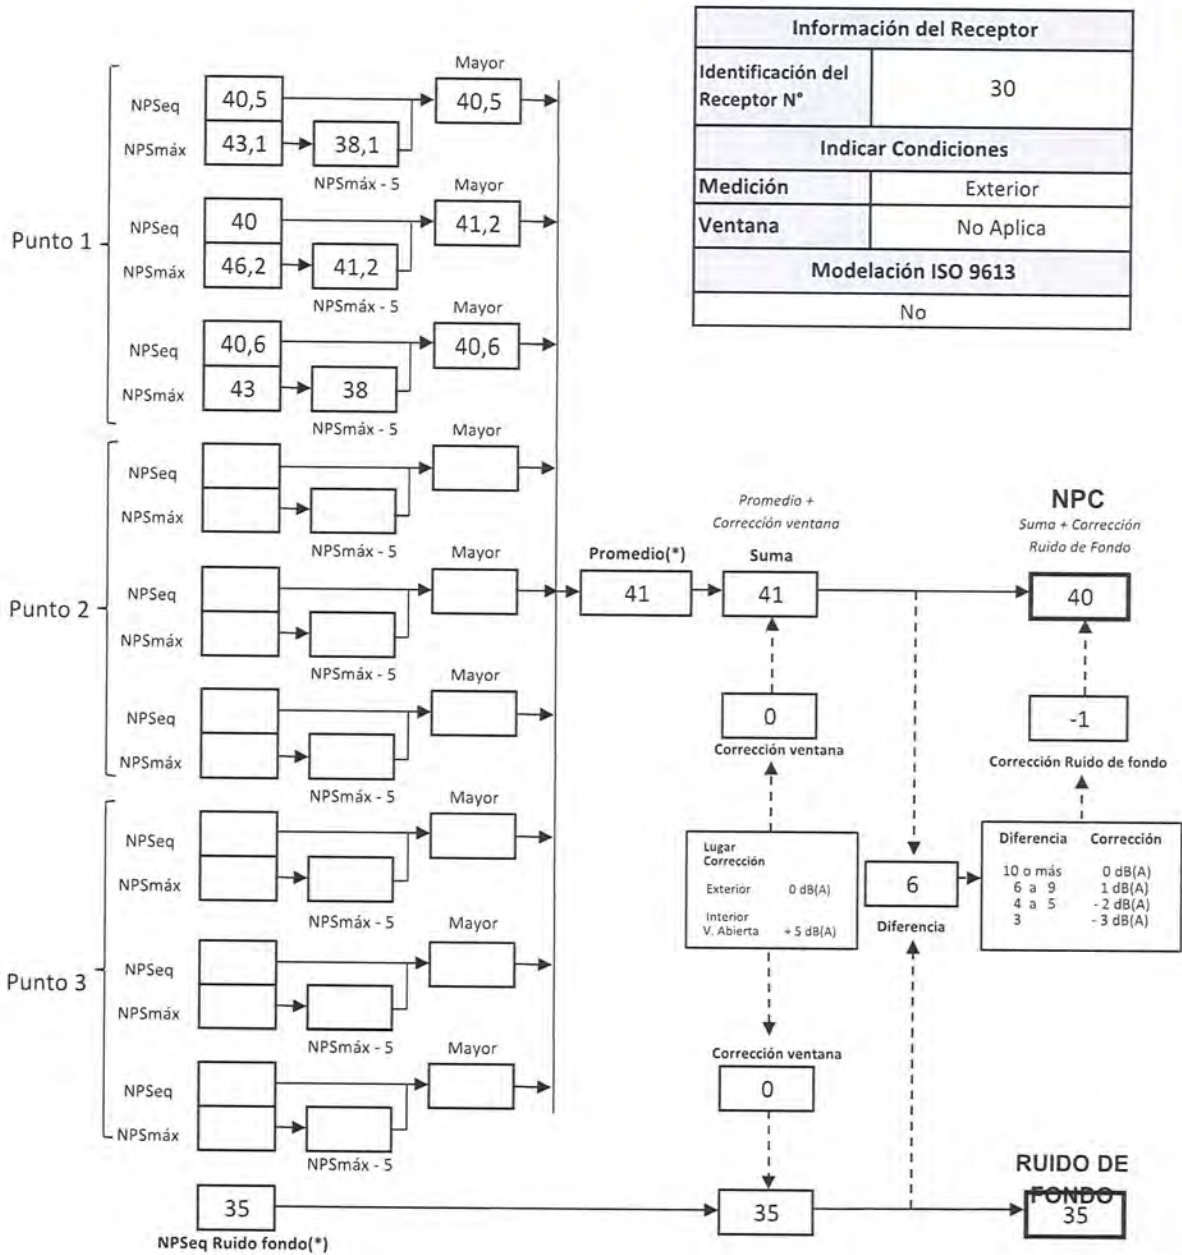 Información del Receptor
Identificación del
Receptor N°
30
Indicar Condiciones
Medición
Exterior
Ventana
No Aplica
Modelación ISO 9613
No
Punto 1
NPSeq
40,5
Mayor
40,5
NPSmáx
43,1
38,1
NPSmáx - 5
NPSeq
40
Mayor
41,2
NPSmáx
46,2
41,2
NPSmáx - 5
NPSeq
40,6
Mayor
40,6
NPSmáx
43
38
NPSmáx - 5
Punto 2
NPSeq
Mayor
NPSmáx
NPSmáx - 5
NPSeq
Mayor
NPSmáx
NPSmáx - 5
NPSeq
Mayor
NPSmáx
NPSmáx - 5
Punto 3
NPSeq
Mayor
NPSmáx
NPSmáx - 5
NPSeq
Mayor
NPSmáx
NPSmáx - 5
NPSeq
Mayor
NPSmáx
NPSmáx - 5
Promedio(*)
41
Promedio +
Corrección ventana
Suma
41
NPC
Suma + Corrección
Ruido de Fondo
40
0
Corrección ventana
-1
Corrección Ruido de fondo
Lugar
Corrección
Exterior 0 dB(A)
Interior
V. Abierta + 5 dB(A)
6
Diferencia
Diferencia Corrección
10 o más 0 dB(A)
6 a 9 1 dB(A)
4 a 5 - 2 dB(A)
3 - 3 dB(A)
Corrección ventana
0
35
NPSeq Ruido fondo(*)
35
RUIDO DE
FONDO
35